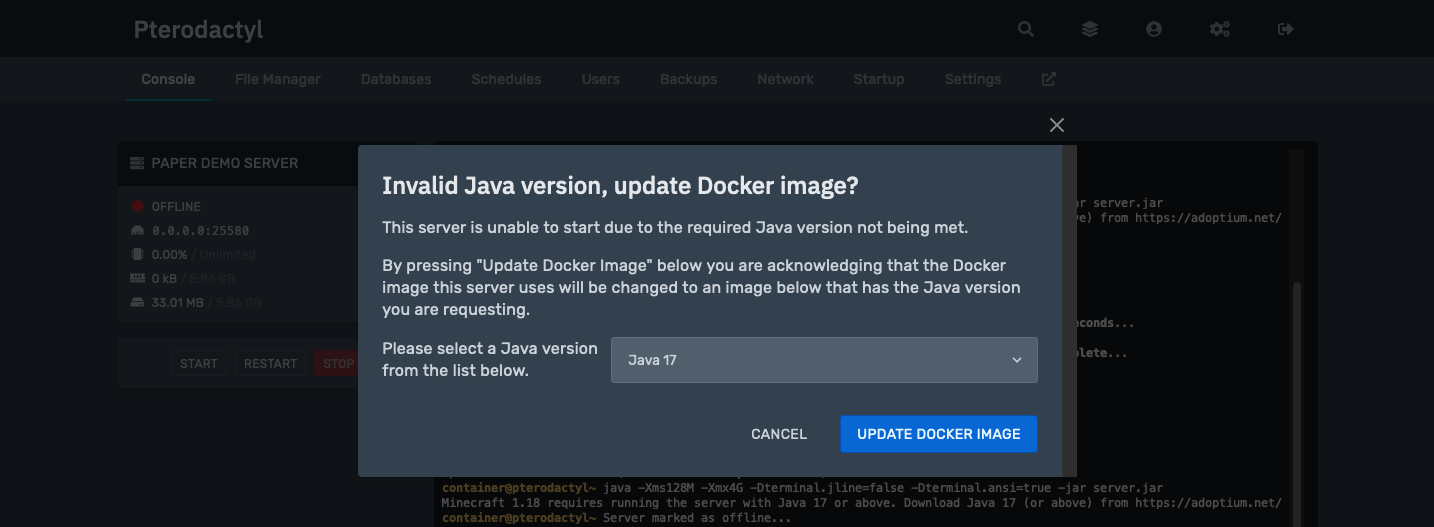 Pterodactyl
Console File Manager Databases Schedules Users Backups Network Startup Settings
PAPER DEMO SERVER
OFFLINE
0.0.0.0:25580
0.00% / Unlimited
0 kB / 5.86 GB
33.01 MB / 5.86 GB
START RESTART STOP
Invalid Java version, update Docker image?
This server is unable to start due to the required Java version not being met.
By pressing "Update Docker Image" below you are acknowledging that the Docker
image this server uses will be changed to an image below that has the Java version
you are requesting.
Please select a Java version
from the list below.
Java 17
CANCEL UPDATE DOCKER IMAGE
ar server.jar
ve) from https://adoptium.net/
econds...
plete...
container@pterodactyl~ java -Xms128M -Xmx4G -Dterminal.jline=false -Dterminal.ansi=true -jar server.jar
Minecraft 1.18 requires running the server with Java 17 or above. Download Java 17 (or above) from https://adoptium.net/
container@pterodactyl~ Server marked as offline...